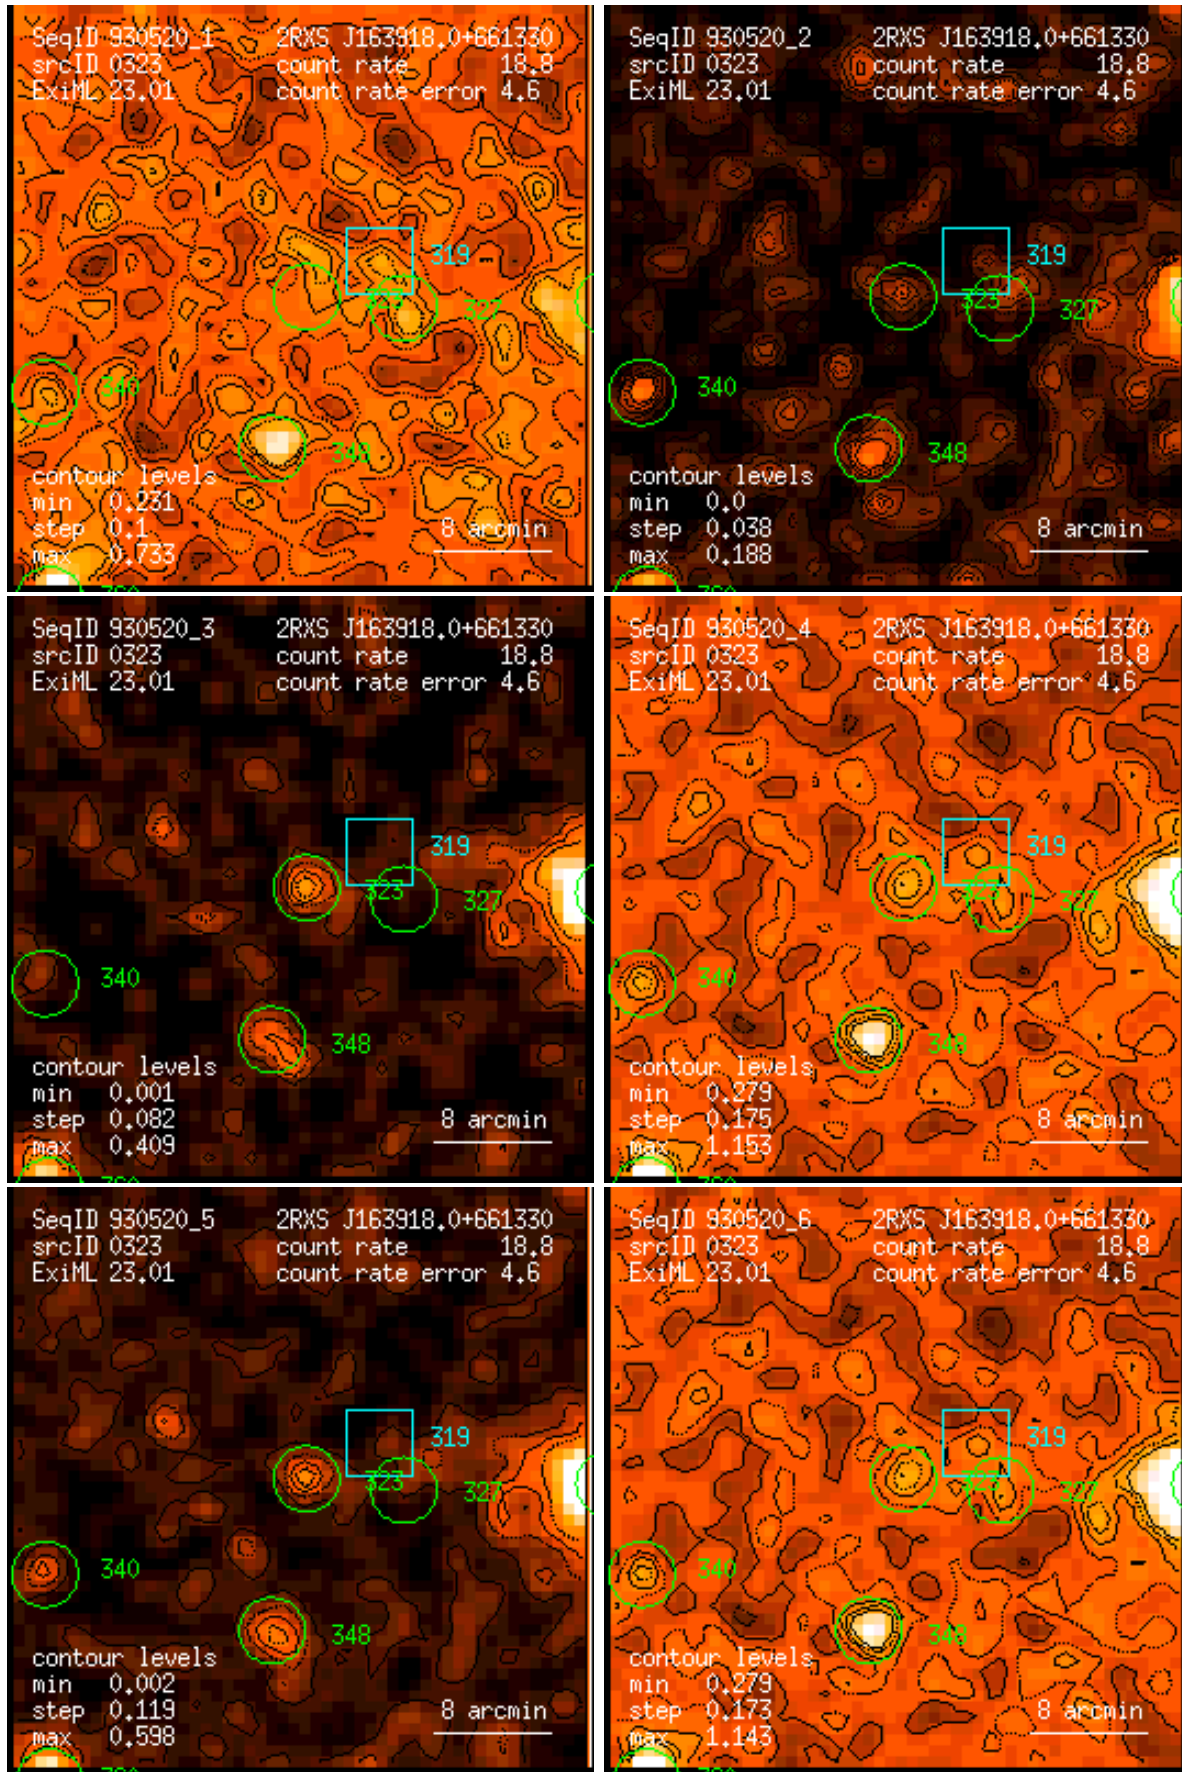 SeqID 930520_1 2RXS J163918.0+661330
srcID 0323 count rate 18.8
ExiML 23.01 count rate error 4.6
319
323 327
340
348
contour levels
min 0.231
step 0.1 8 arcmin
max 0.733
SeqID 930520_2 2RXS J163918.0+661330
srcID 0323 count rate 18.8
ExiML 23.01 count rate error 4.6
319
323 327
340
348
contour levels
min 0.0
step 0.038 8 arcmin
max 0.188
SeqID 930520_3 2RXS J163918.0+661330
srcID 0323 count rate 18.8
ExiML 23.01 count rate error 4.6
319
323 327
340
348
contour levels
min 0.001
step 0.082 8 arcmin
max 0.409
SeqID 930520_4 2RXS J163918.0+661330
srcID 0323 count rate 18.8
ExiML 23.01 count rate error 4.6
319
323 327
340
348
contour levels
min 0.279
step 0.175 8 arcmin
max 1.153
SeqID 930520_5 2RXS J163918.0+661330
srcID 0323 count rate 18.8
ExiML 23.01 count rate error 4.6
319
323 327
340
348
contour levels
min 0.002
step 0.119 8 arcmin
max 0.598
SeqID 930520_6 2RXS J163918.0+661330
srcID 0323 count rate 18.8
ExiML 23.01 count rate error 4.6
319
323 327
340
348
contour levels
min 0.279
step 0.173 8 arcmin
max 1.143